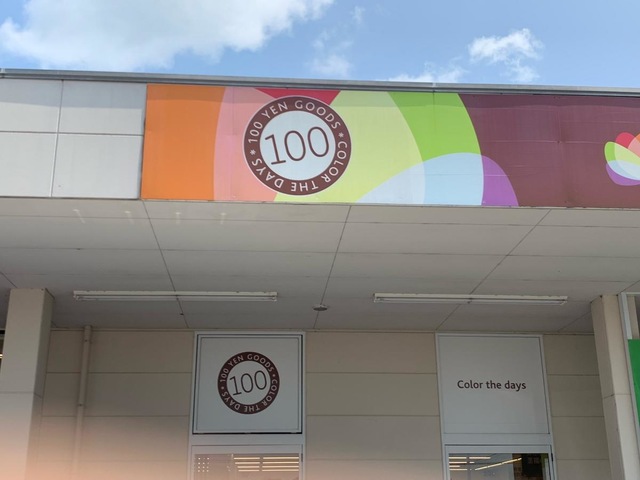 100 YEN GOODS * COLOR THE DAYS *
100
100 YEN GOODS * COLOR THE DAYS *
100
Color the days